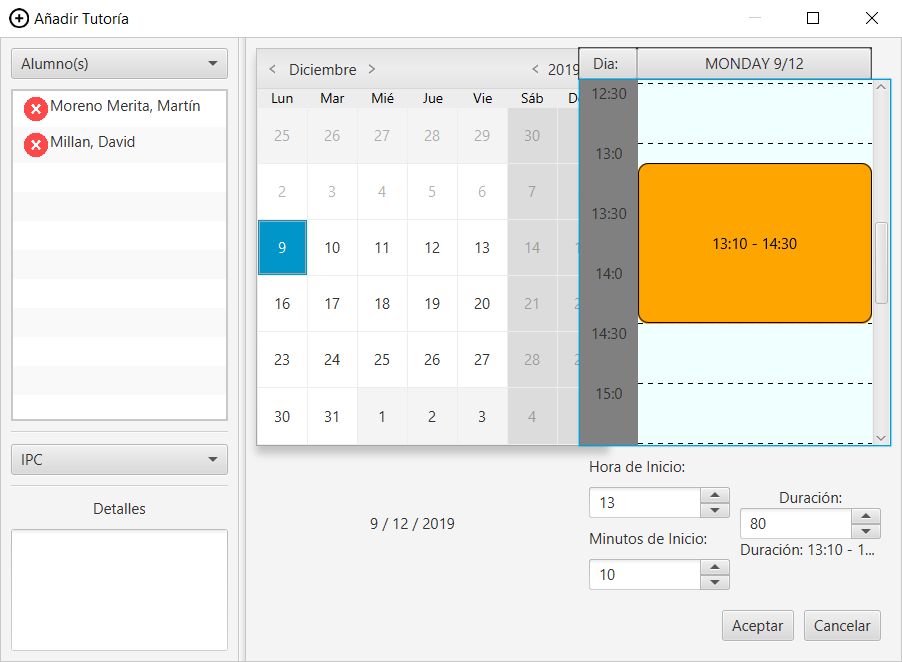 Añadir Tutoría
Alumno(s)
Moreno Merita, Martín
Millan, David
IPC
Detalles
Diciembre 2019
Lun Mar Mié Jue Vie Sáb
25 26 27 28 29 30
2 3 4 5 6 7
9 10 11 12 13 14
16 17 18 19 20 21
23 24 25 26 27 28
30 31 1 2 3 4
9 / 12 / 2019
Dia: MONDAY 9/12
12:30
13:0
13:10 - 14:30
13:30
14:0
14:30
15:0
Hora de Inicio:
13
Minutos de Inicio:
10
Duración:
80
Duración: 13:10 - 1...
Aceptar Cancelar